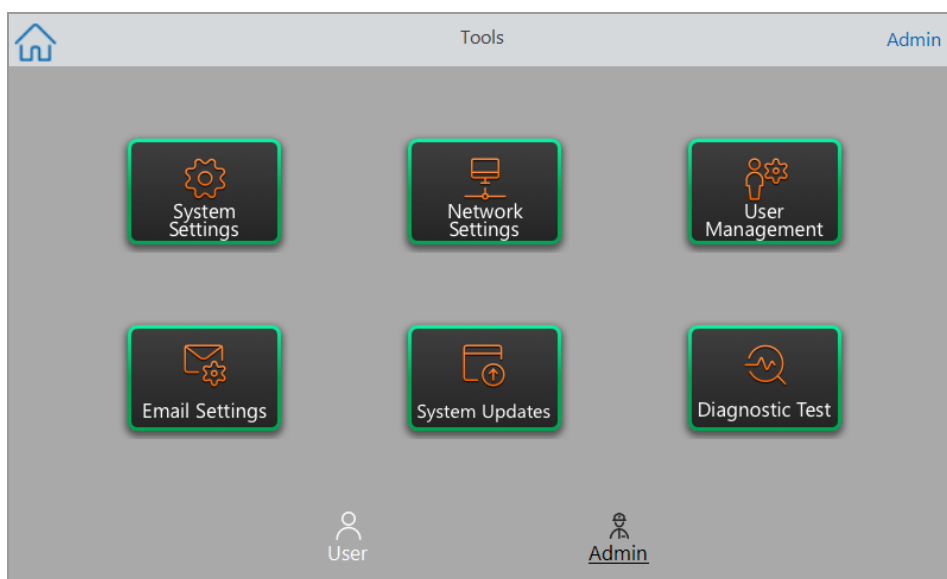 Tools
Admin
System
Settings
Network
Settings
User
Management
Email Settings
System Updates
Diagnostic Test
User
Admin